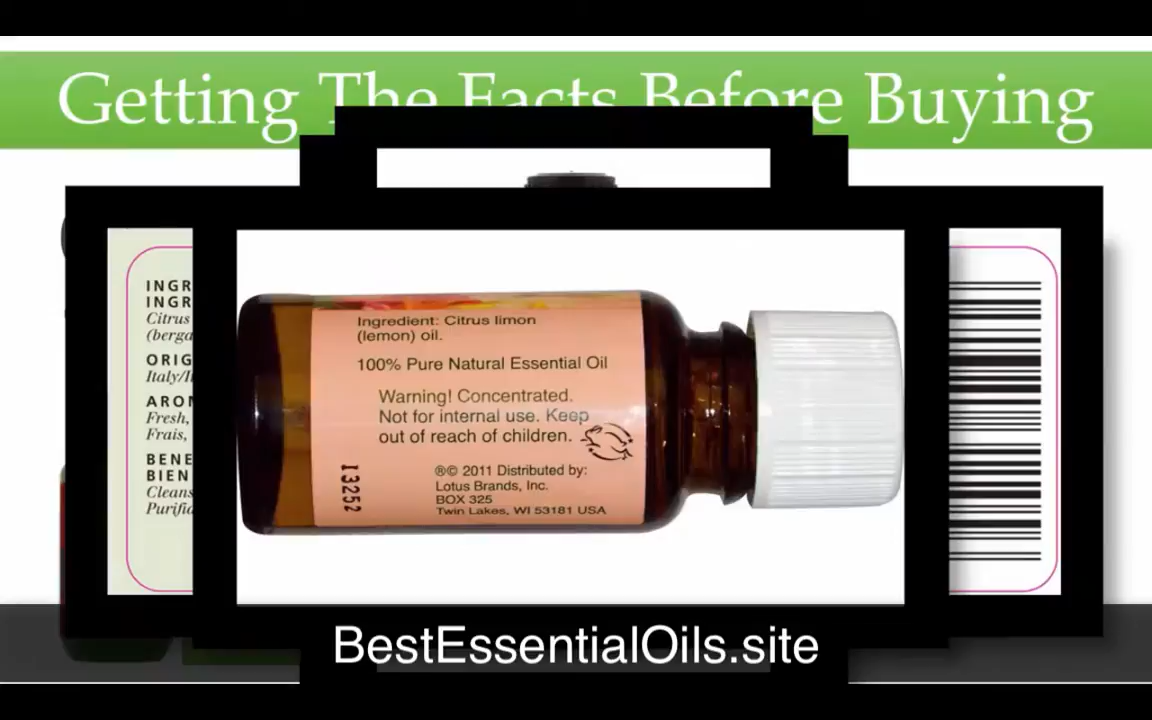 Getting The Facts Before Buying
INGR
INGR
Citrus
(berga
ORIG
Italy/I
AROM
Fresh,
Frais,
BENE
BIEN
Cleans
Purifia
Ingredient: Citrus limon
(lemon) oil.
100% Pure Natural Essential Oil
Warning! Concentrated.
Not for internal use. Keep
out of reach of children.
13252
®© 2011 Distributed by:
Lotus Brands, Inc.
BOX 325
Twin Lakes, WI 53181 USA
BestEssentialOils.site